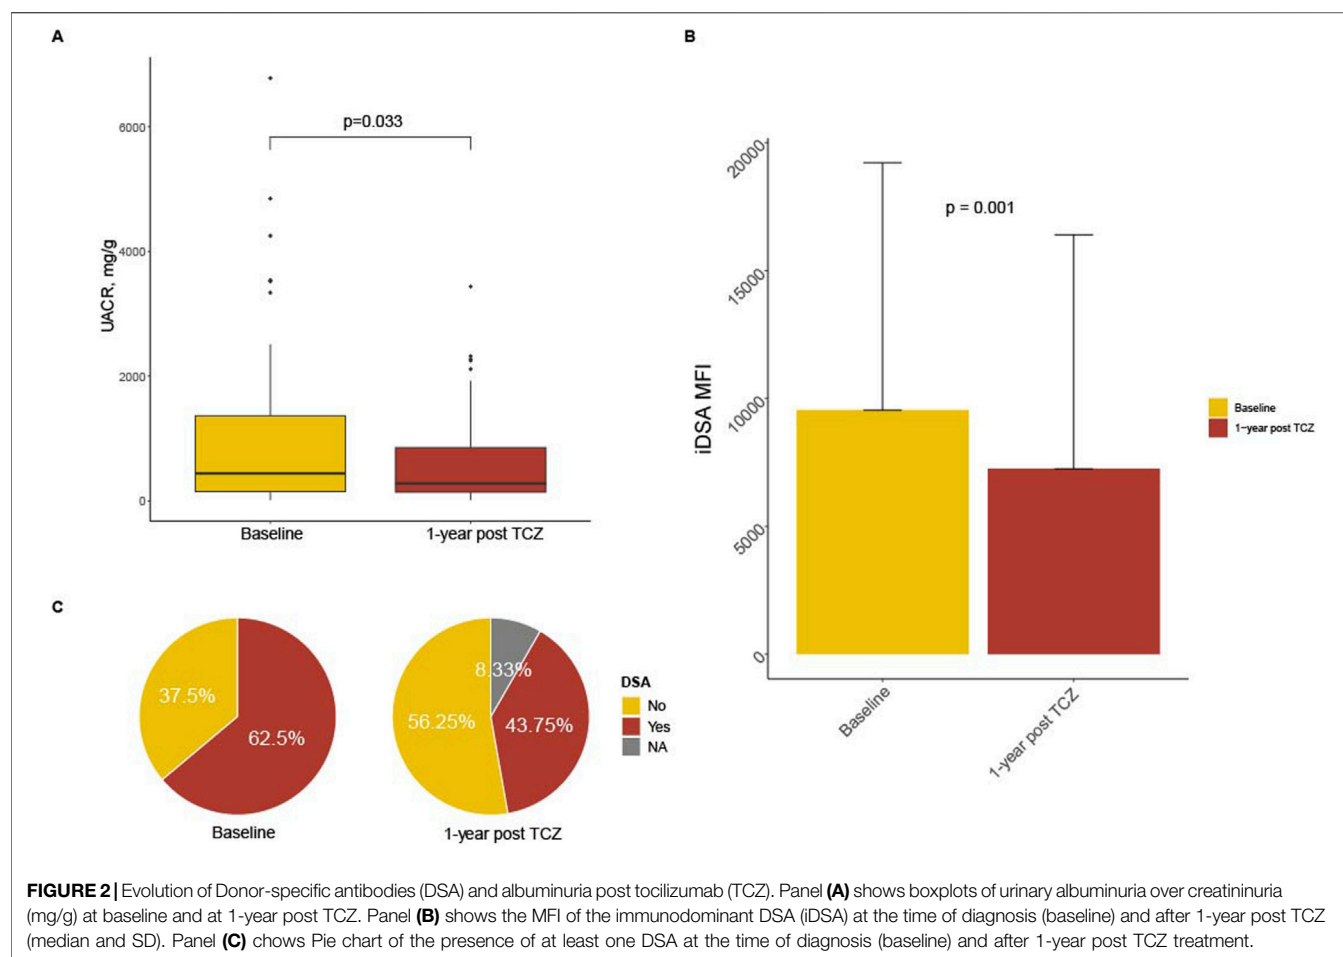 A
p=0.033
UACR, mg/g
6000
4000
2000
0
Baseline
1-year post TCZ
B
p = 0.001
iDSA MFI
20000
15000
10000
5000
0
Baseline
1-year post TCZ
Baseline
1-year post TCZ
C
37.5%
62.5%
Baseline
8.33%
56.25%
43.75%
1-year post TCZ
DSA
No
Yes
NA
FIGURE 2 | Evolution of Donor-specific antibodies (DSA) and albuminuria post tocilizumab (TCZ). Panel (A) shows boxplots of urinary albuminuria over creatininuria
(mg/g) at baseline and at 1-year post TCZ. Panel (B) shows the MFI of the immunodominant DSA (iDSA) at the time of diagnosis (baseline) and after 1-year post TCZ
(median and SD). Panel (C) chows Pie chart of the presence of at least one DSA at the time of diagnosis (baseline) and after 1-year post TCZ treatment.